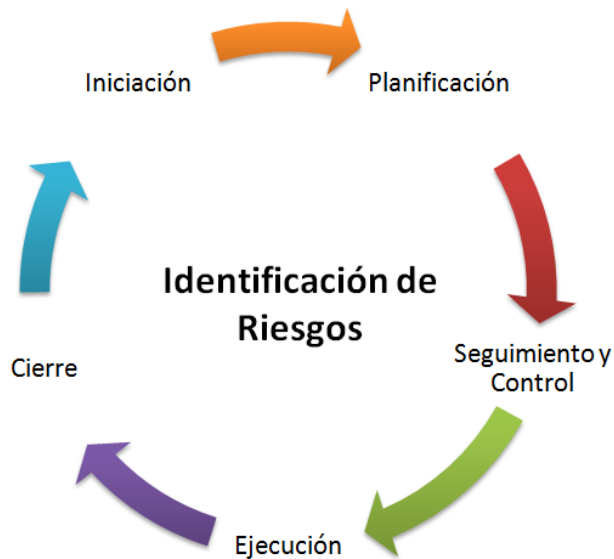 Iniciación
Planificación
Identificación de
Riesgos
Seguimiento y
Control
Cierre
Ejecución